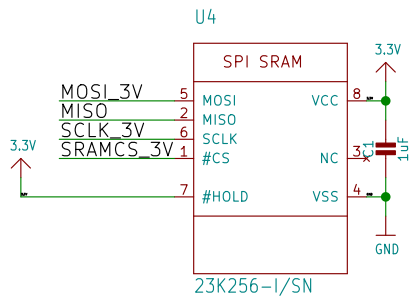 U4
SPI SRAM
3.3V
MOSI_3V 5 MOSI VCC 8
MISO 2 MISO
SCLK_3V 6 SCLK
SRAMCS_3V 1 #CS NC 3
C1 1uF
3.3V
7 #HOLD VSS 4
GND
23K256-I/SN